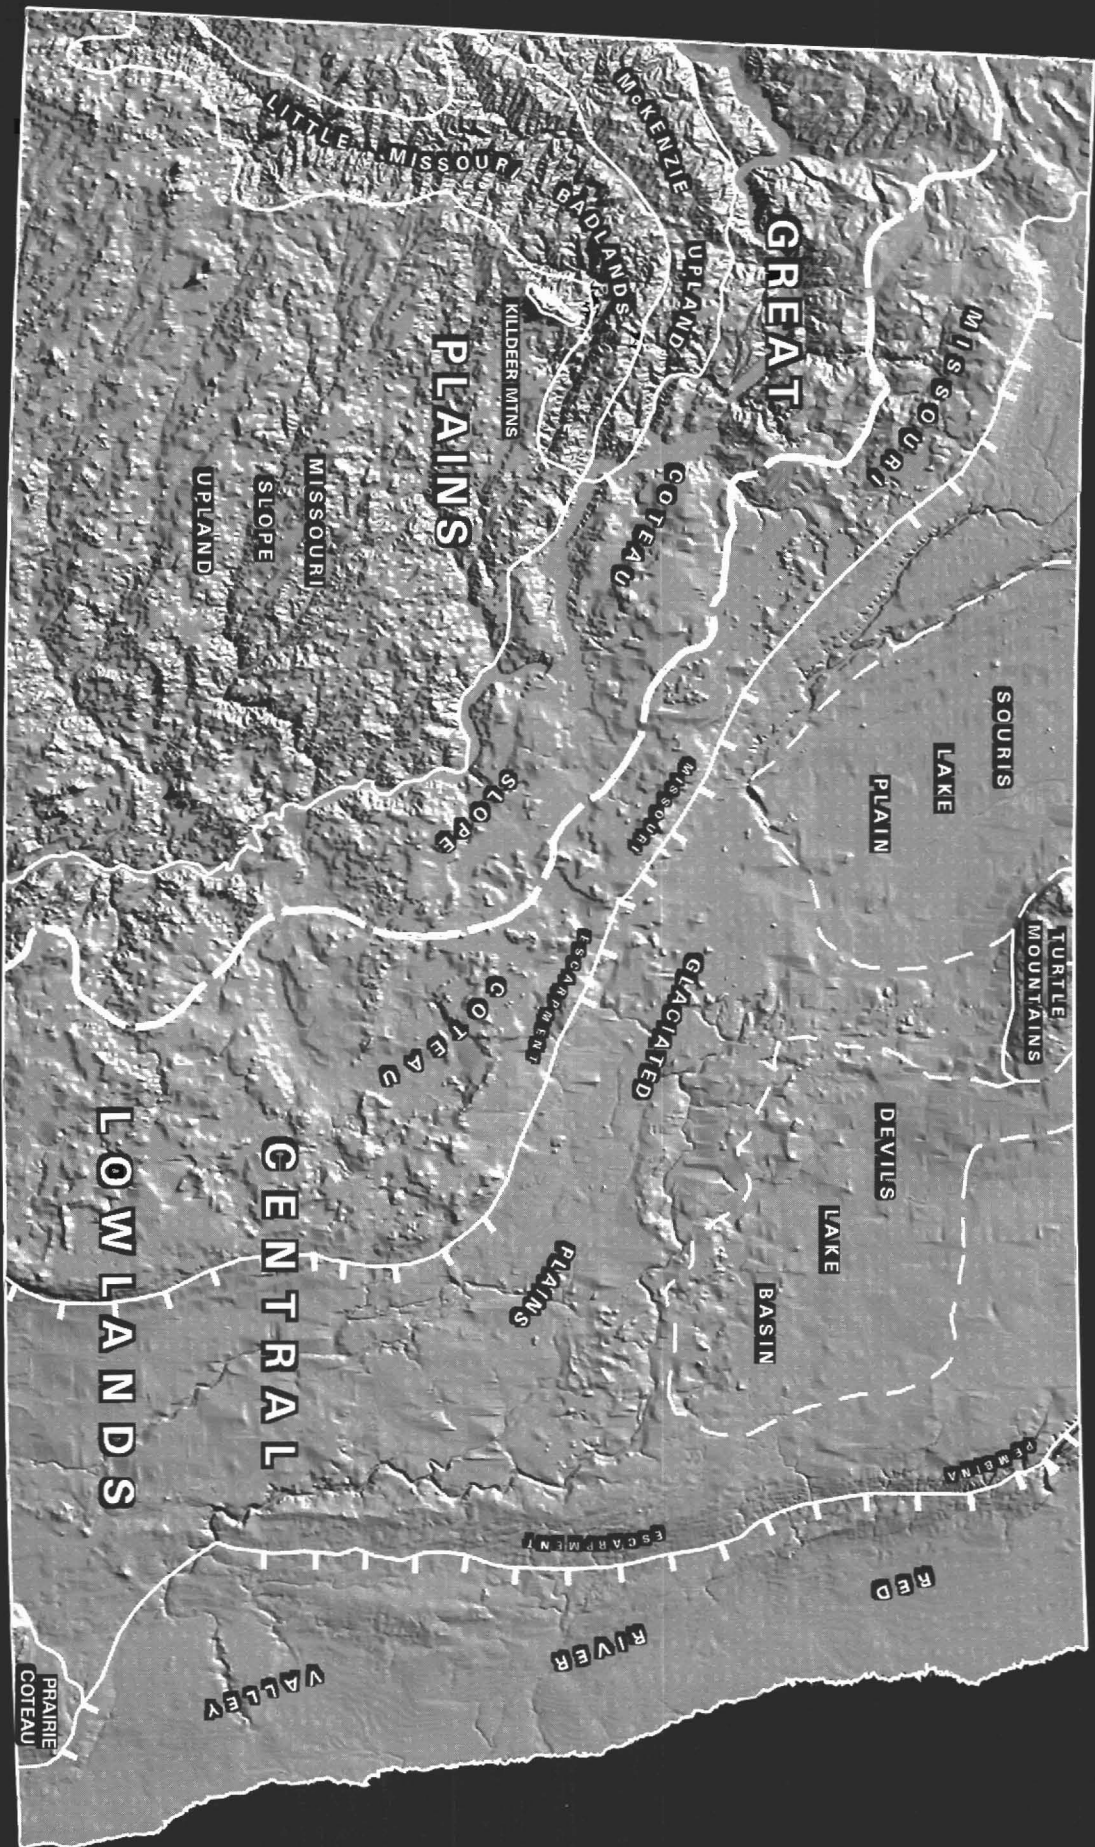 GREAT
PLAINS
CENTRAL
LOWLANDS
McKENZIE
UPLAND
LITTLE MISSOURI
BADLANDS
KILLDEER MTNS
MISSOURI
SLOPE
UPLAND
MISSOURI
COTEAU
COTEAU
SLOPE
MISSOURI
ESCARPMENT
GLACIATED
PLAINS
SOURIS
LAKE
PLAIN
TURTLE
MOUNTAINS
DEVILS
LAKE
BASIN
PEMBINA
ESCARPMENT
RED
RIVER
VALLEY
PRAIRIE
COTEAU